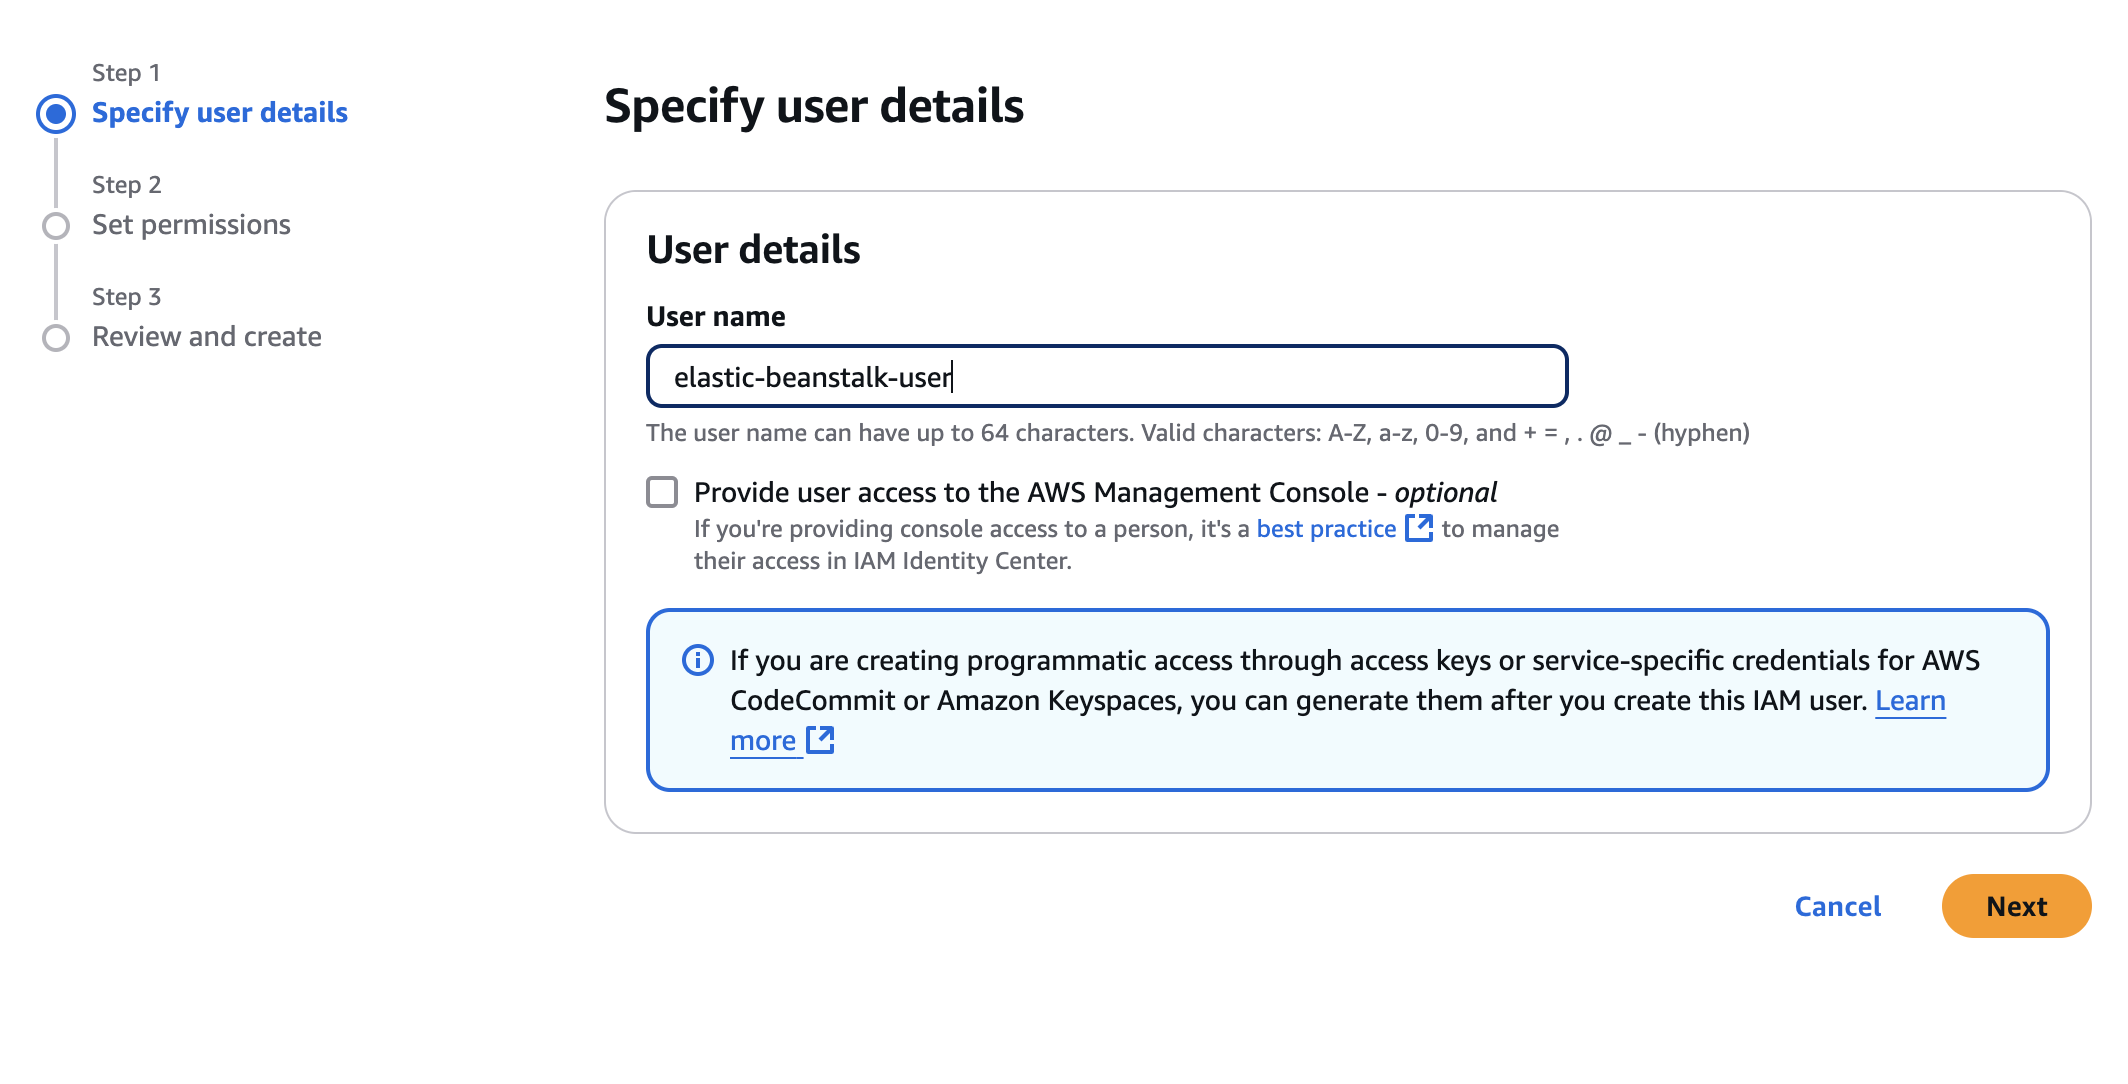 Step 1
Specify user details
Step 2
Set permissions
Step 3
Review and create
Specify user details
User details
User name
elastic-beanstalk-user
The user name can have up to 64 characters. Valid characters: A-Z, a-z, 0-9, and + = , . @ _ - (hyphen)
Provide user access to the AWS Management Console - optional
If you're providing console access to a person, it's a best practice to manage
their access in IAM Identity Center.
If you are creating programmatic access through access keys or service-specific credentials for AWS
CodeCommit or Amazon Keyspaces, you can generate them after you create this IAM user. Learn
more
Cancel
Next